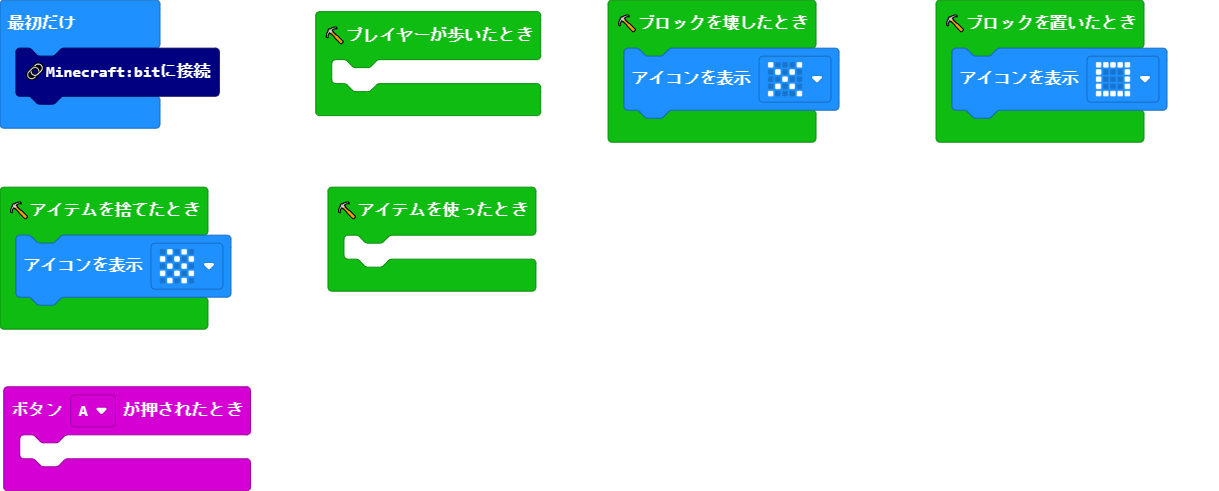 最初だけ
Minecraft:bitに接続
プレイヤーが歩いたとき
ブロックを壊したとき
アイコンを表示
ブロックを置いたとき
アイコンを表示
アイテムを捨てたとき
アイコンを表示
アイテムを使ったとき
ボタン A が押されたとき